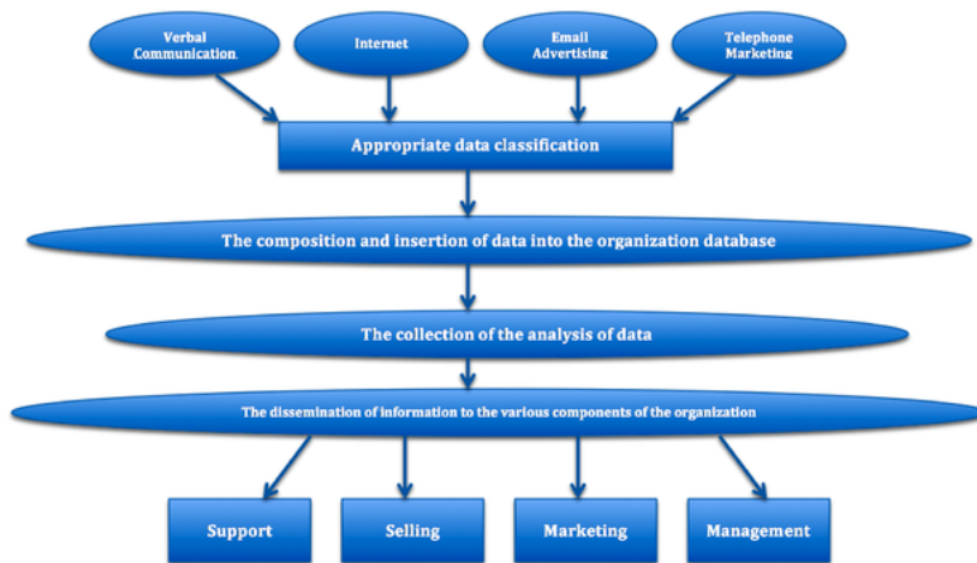 Verbal
Communication
Internet
Email
Advertising
Telephone
Marketing
Appropriate data classification
The composition and insertion of data into the organization database
The collection of the analysis of data
The dissemination of information to the various components of the organization
Support
Selling
Marketing
Management